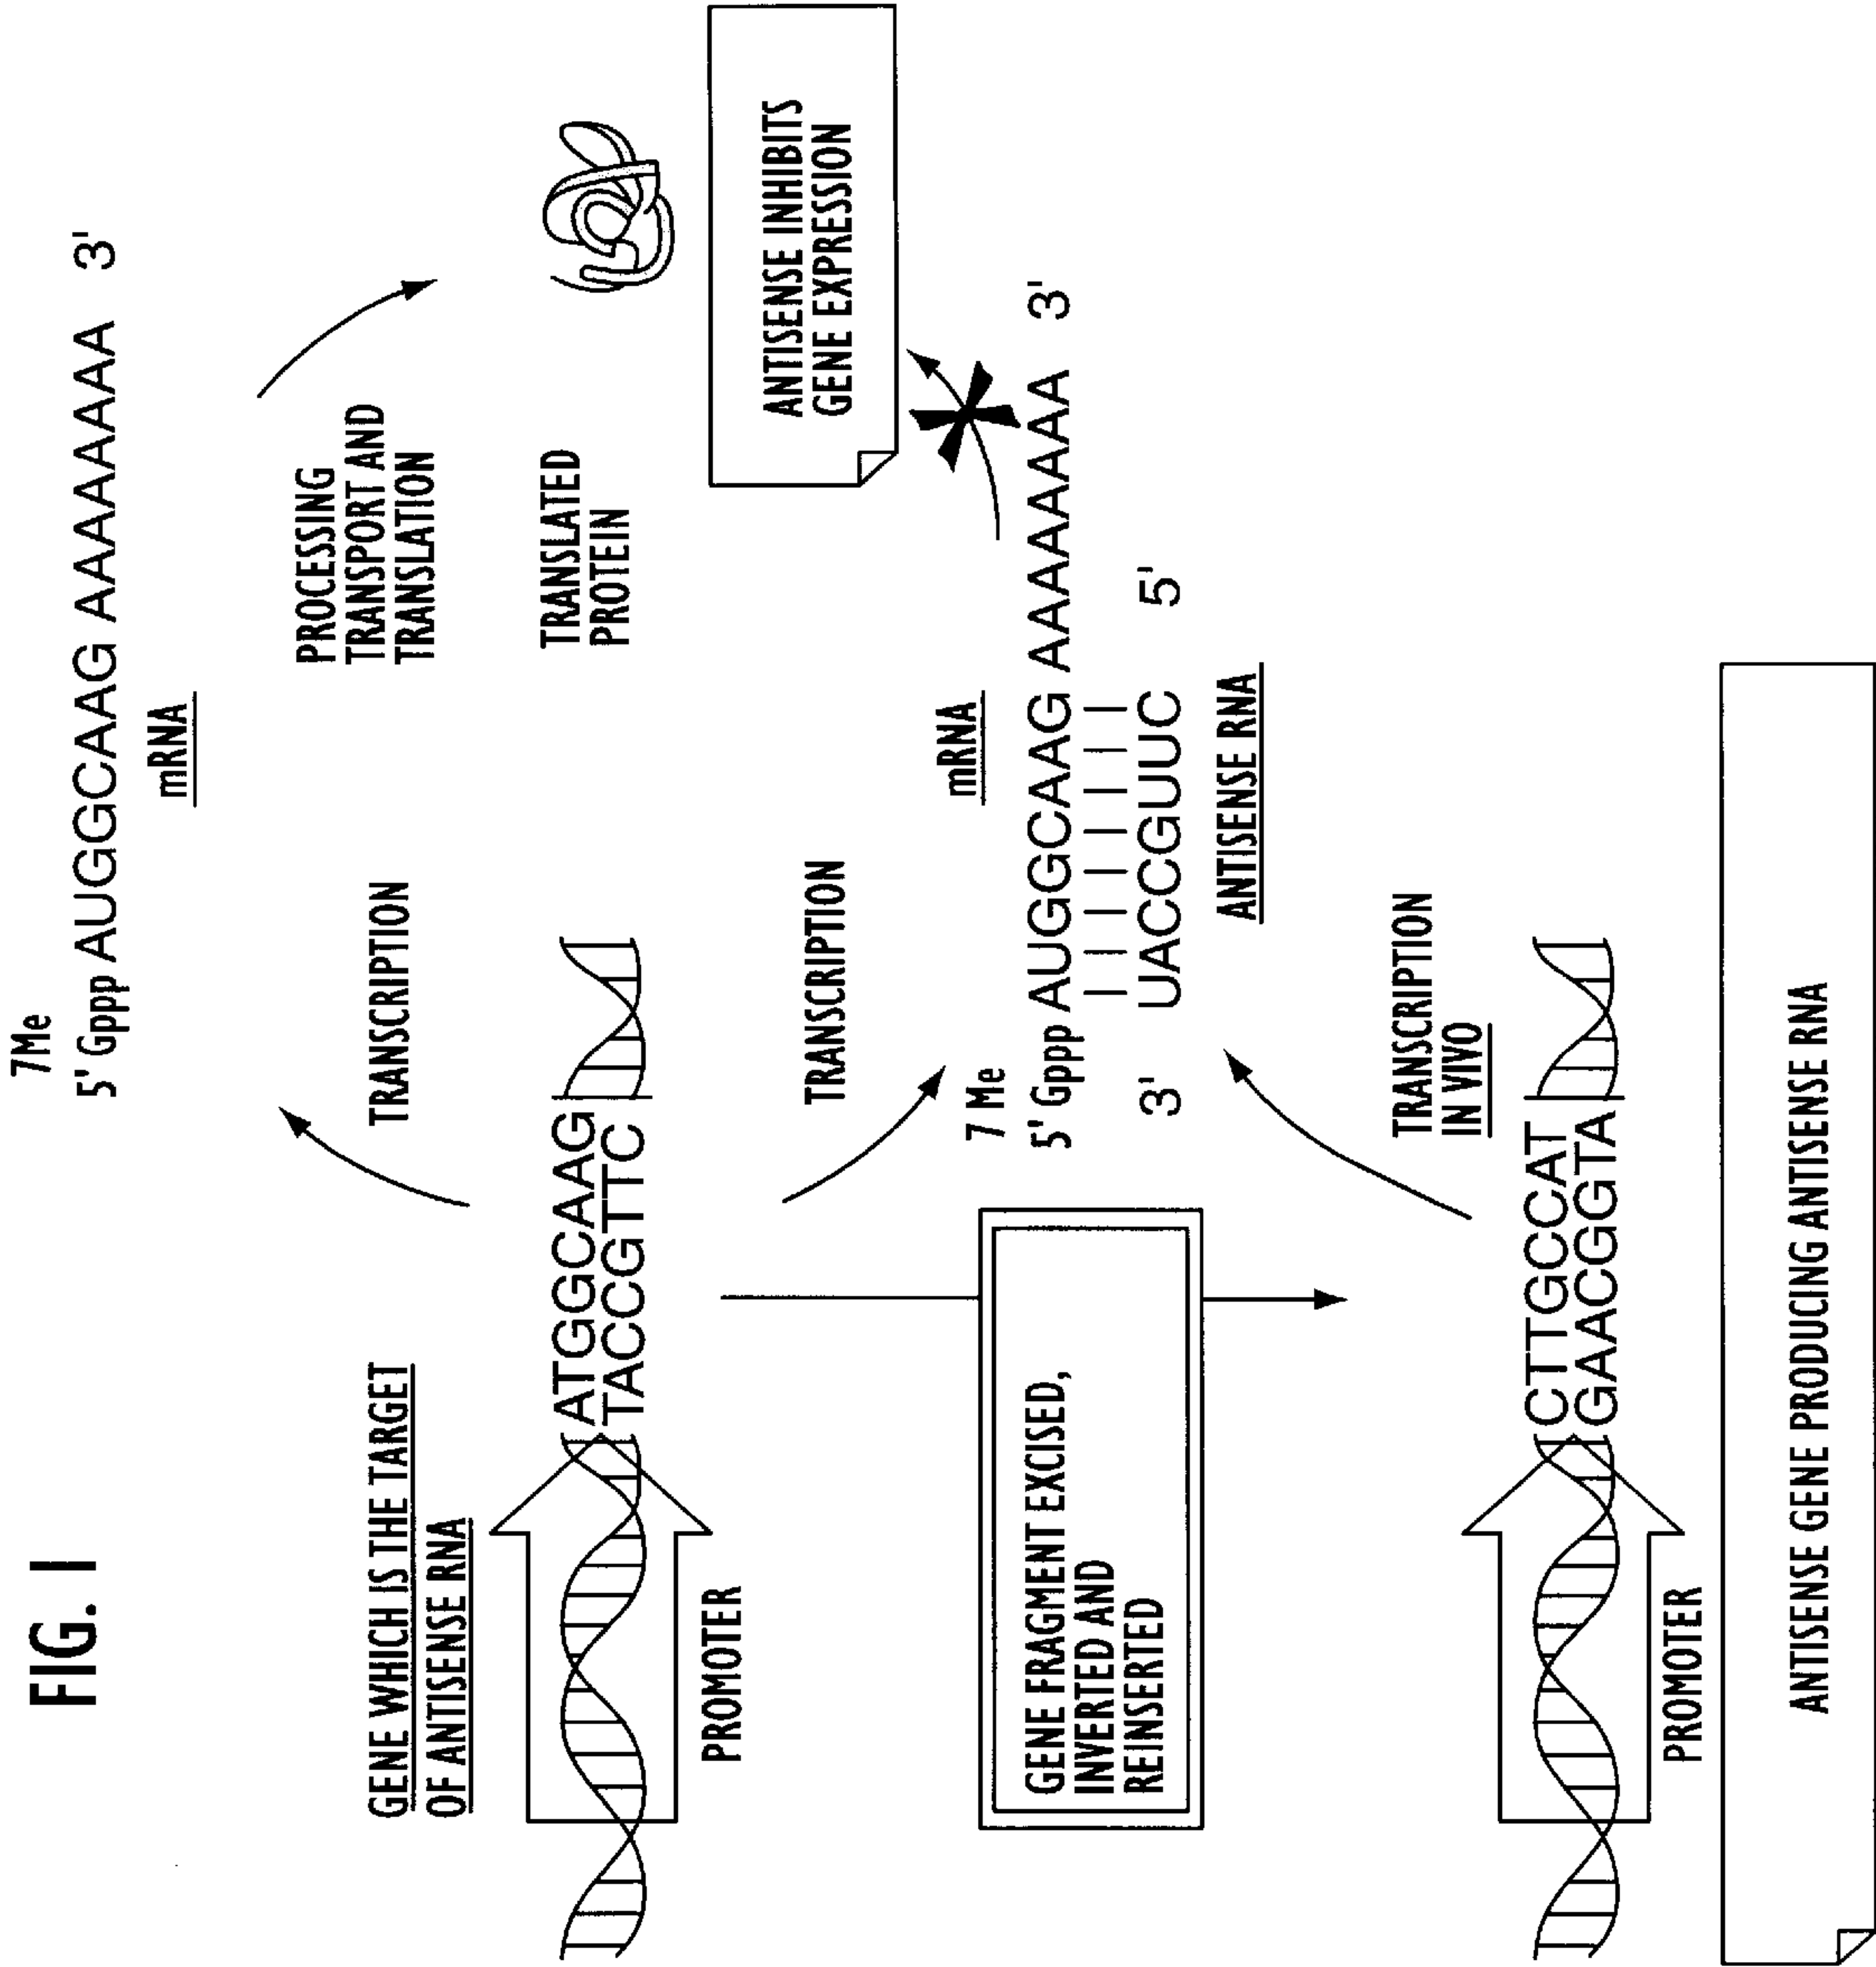 FIG. 1
7Me
5' Gppp AUGGCAAG AAAAAAAA 3'
mRNA
TRANSCRIPTION
PROCESSING
TRANSPORT AND
TRANSLATION
GENE WHICH IS THE TARGET
OF ANTISENSE RNA
ATGGCAAG
TACCGTTC
PROMOTER
TRANSLATED
PROTEIN
ANTISENSE INHIBITS
GENE EXPRESSION
TRANSCRIPTION
mRNA
7 Me
5' Gppp AUGGCAAG AAAAAAAA 3'
3' UACCGUUC 5'
ANTISENSE RNA
GENE FRAGMENT EXCISED,
INVERTED AND
REINSERTED
TRANSCRIPTION
IN VIVO
CTTGCCAT
GAACGGTA
PROMOTER
ANTISENSE GENE PRODUCING ANTISENSE RNA